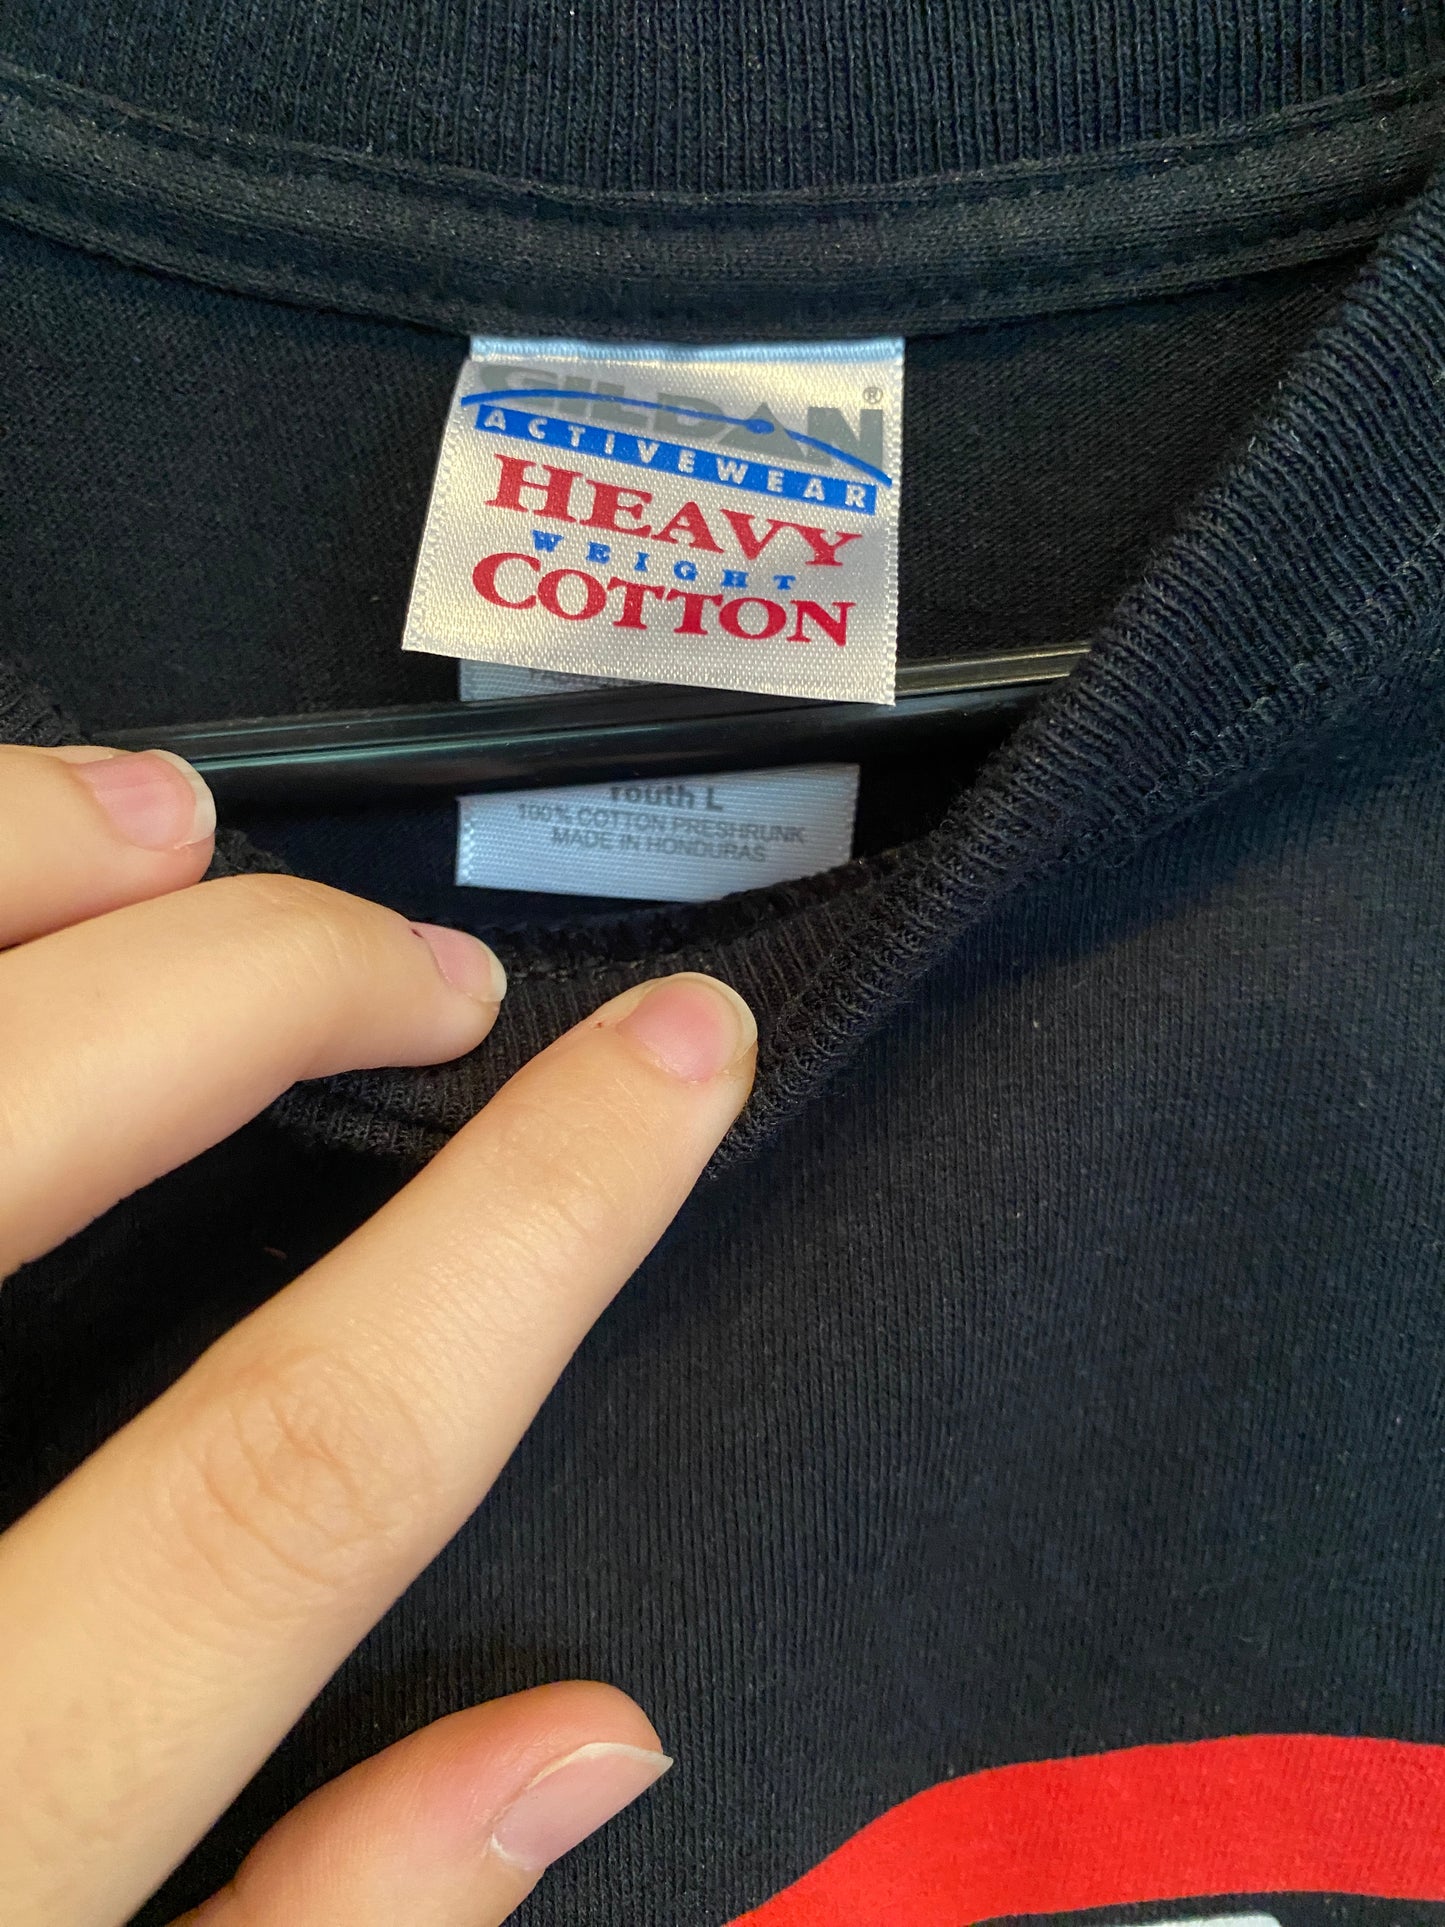 GILDAN®
ACTIVEWEAR
HEAVY
WEIGHT
COTTON
Youth L
100% COTTON PRESHRUNK
MADE IN HONDURAS